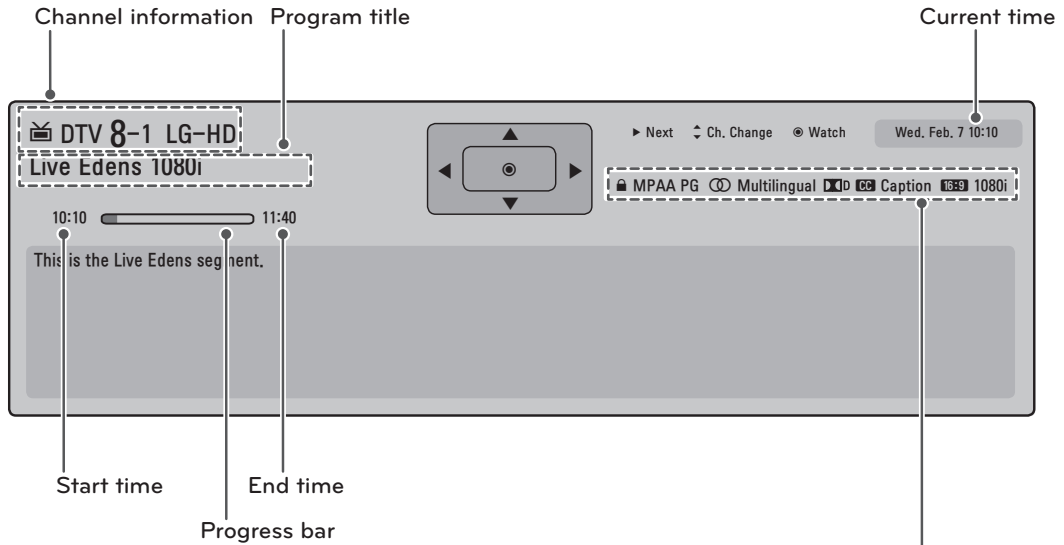 Channel information Program title Current time
DTV 8-1 LG-HD
Next Ch. Change Watch Wed. Feb. 7 10:10
Live Edens 1080i
MPAA PG Multilingual D CC Caption 16:9 1080i
10:10 11:40
This is the Live Edens segment.
Start time End time
Progress bar